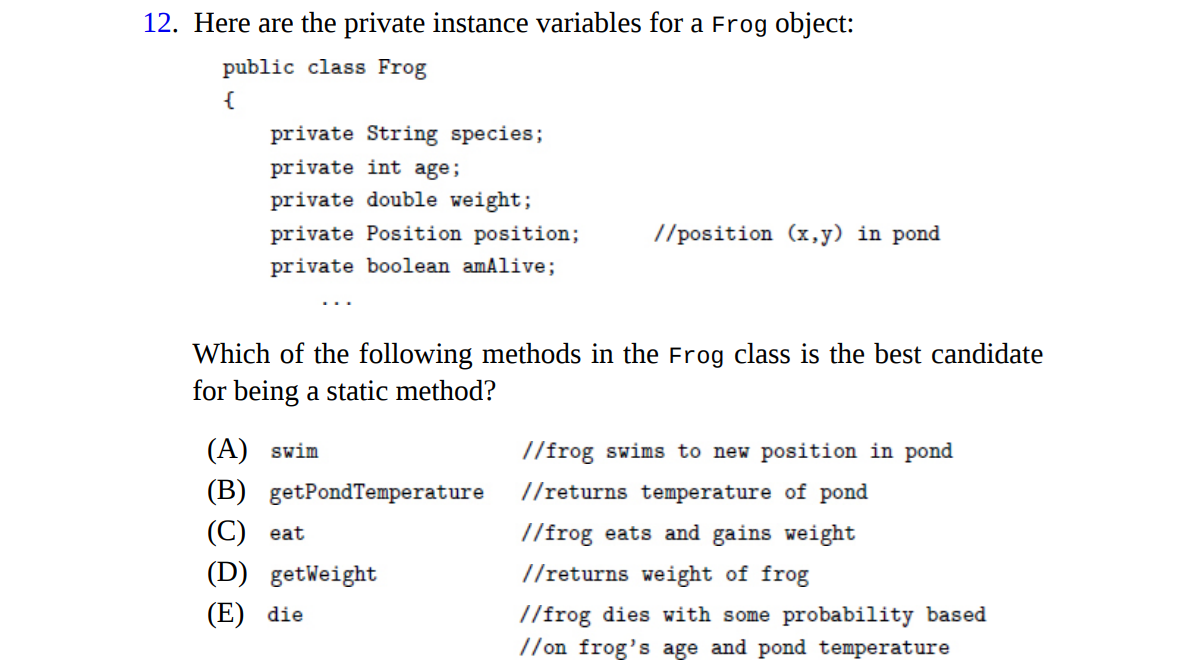 12. Here are the private instance variables for a Frog object:
public class Frog
{
private String species;
private int age;
private double weight;
private Position position; //position (x,y) in pond
private boolean amAlive;
...
Which of the following methods in the Frog class is the best candidate
for being a static method?
(A) swim //frog swims to new position in pond
(B) getPondTemperature //returns temperature of pond
(C) eat //frog eats and gains weight
(D) getWeight //returns weight of frog
(E) die //frog dies with some probability based
//on frog's age and pond temperature